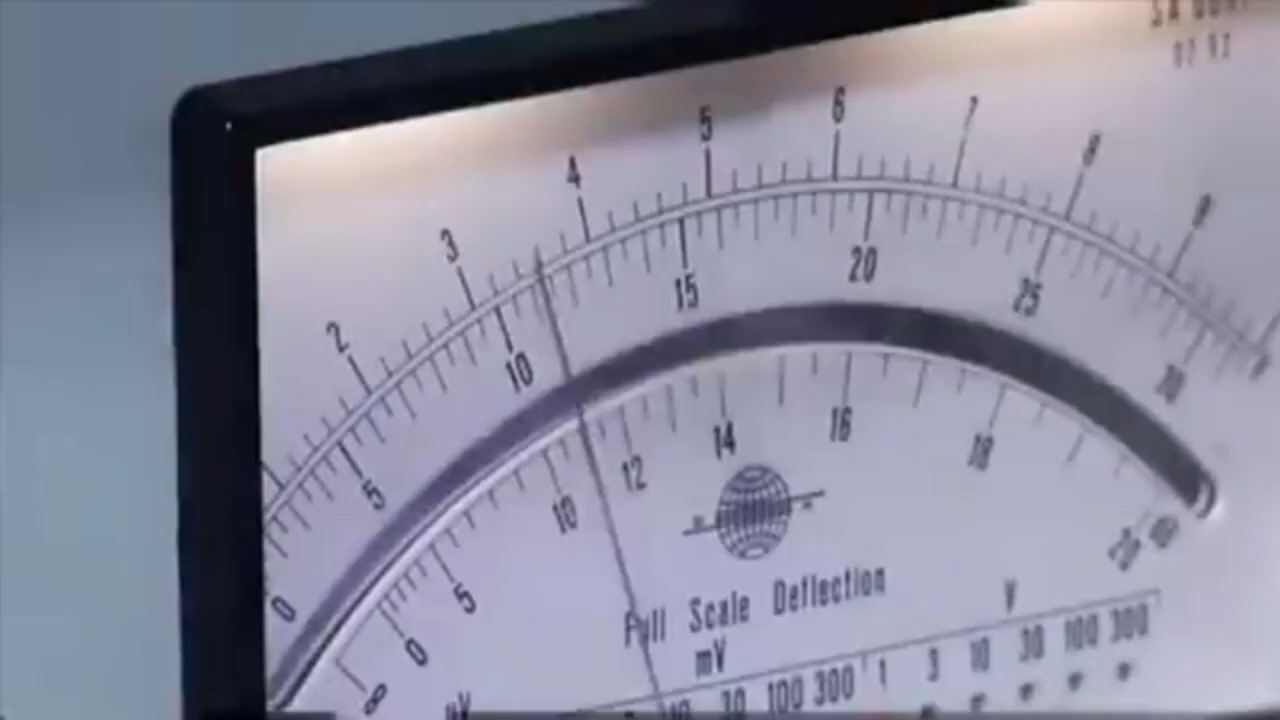 2 3 4 5 6 7 8 9
0 5 10 15 20 25 30
0 5 10 12 14 16 18 20 dB
Full Scale Deflection
mV V
30 100 300 1 3 10 30 100 300